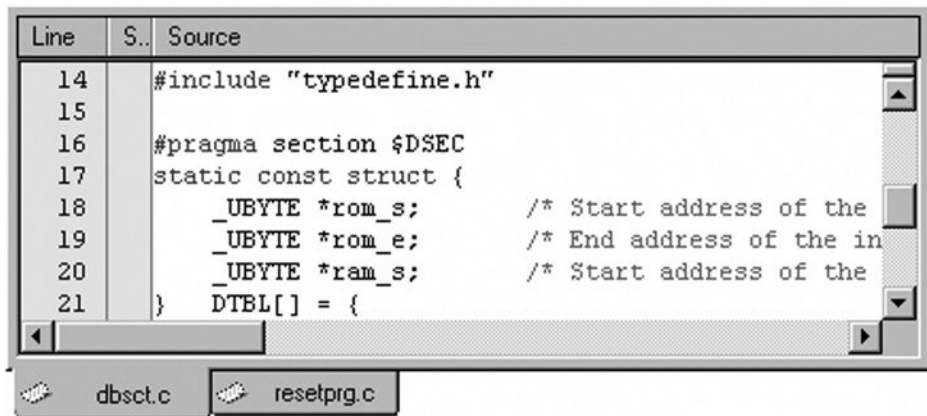 Line S.. Source
14 #include "typedefine.h"
15
16 #pragma section $DSEC
17 static const struct {
18 _UBYTE *rom_s; /* Start address of the
19 _UBYTE *rom_e; /* End address of the in
20 _UBYTE *ram_s; /* Start address of the
21 } DTBL[] = {
dbsct.c resetprg.c